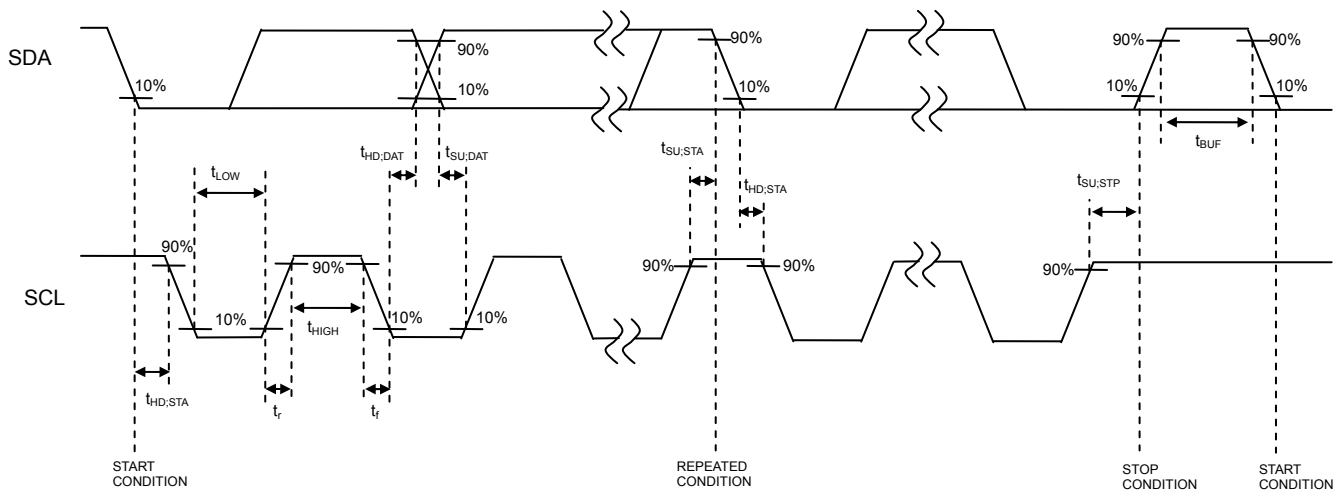 SDA
10%
90%
10%
90%
10%
90%
10%
90%
10%
tHD;DAT
tSU;DAT
tSU;STA
tHD;STA
tBUF
tSU;STP
tLOW
SCL
90%
10%
90%
tHIGH
10%
10%
90%
90%
90%
tHD;STA
tr
tf
START
CONDITION
REPEATED
CONDITION
STOP
CONDITION
START
CONDITION